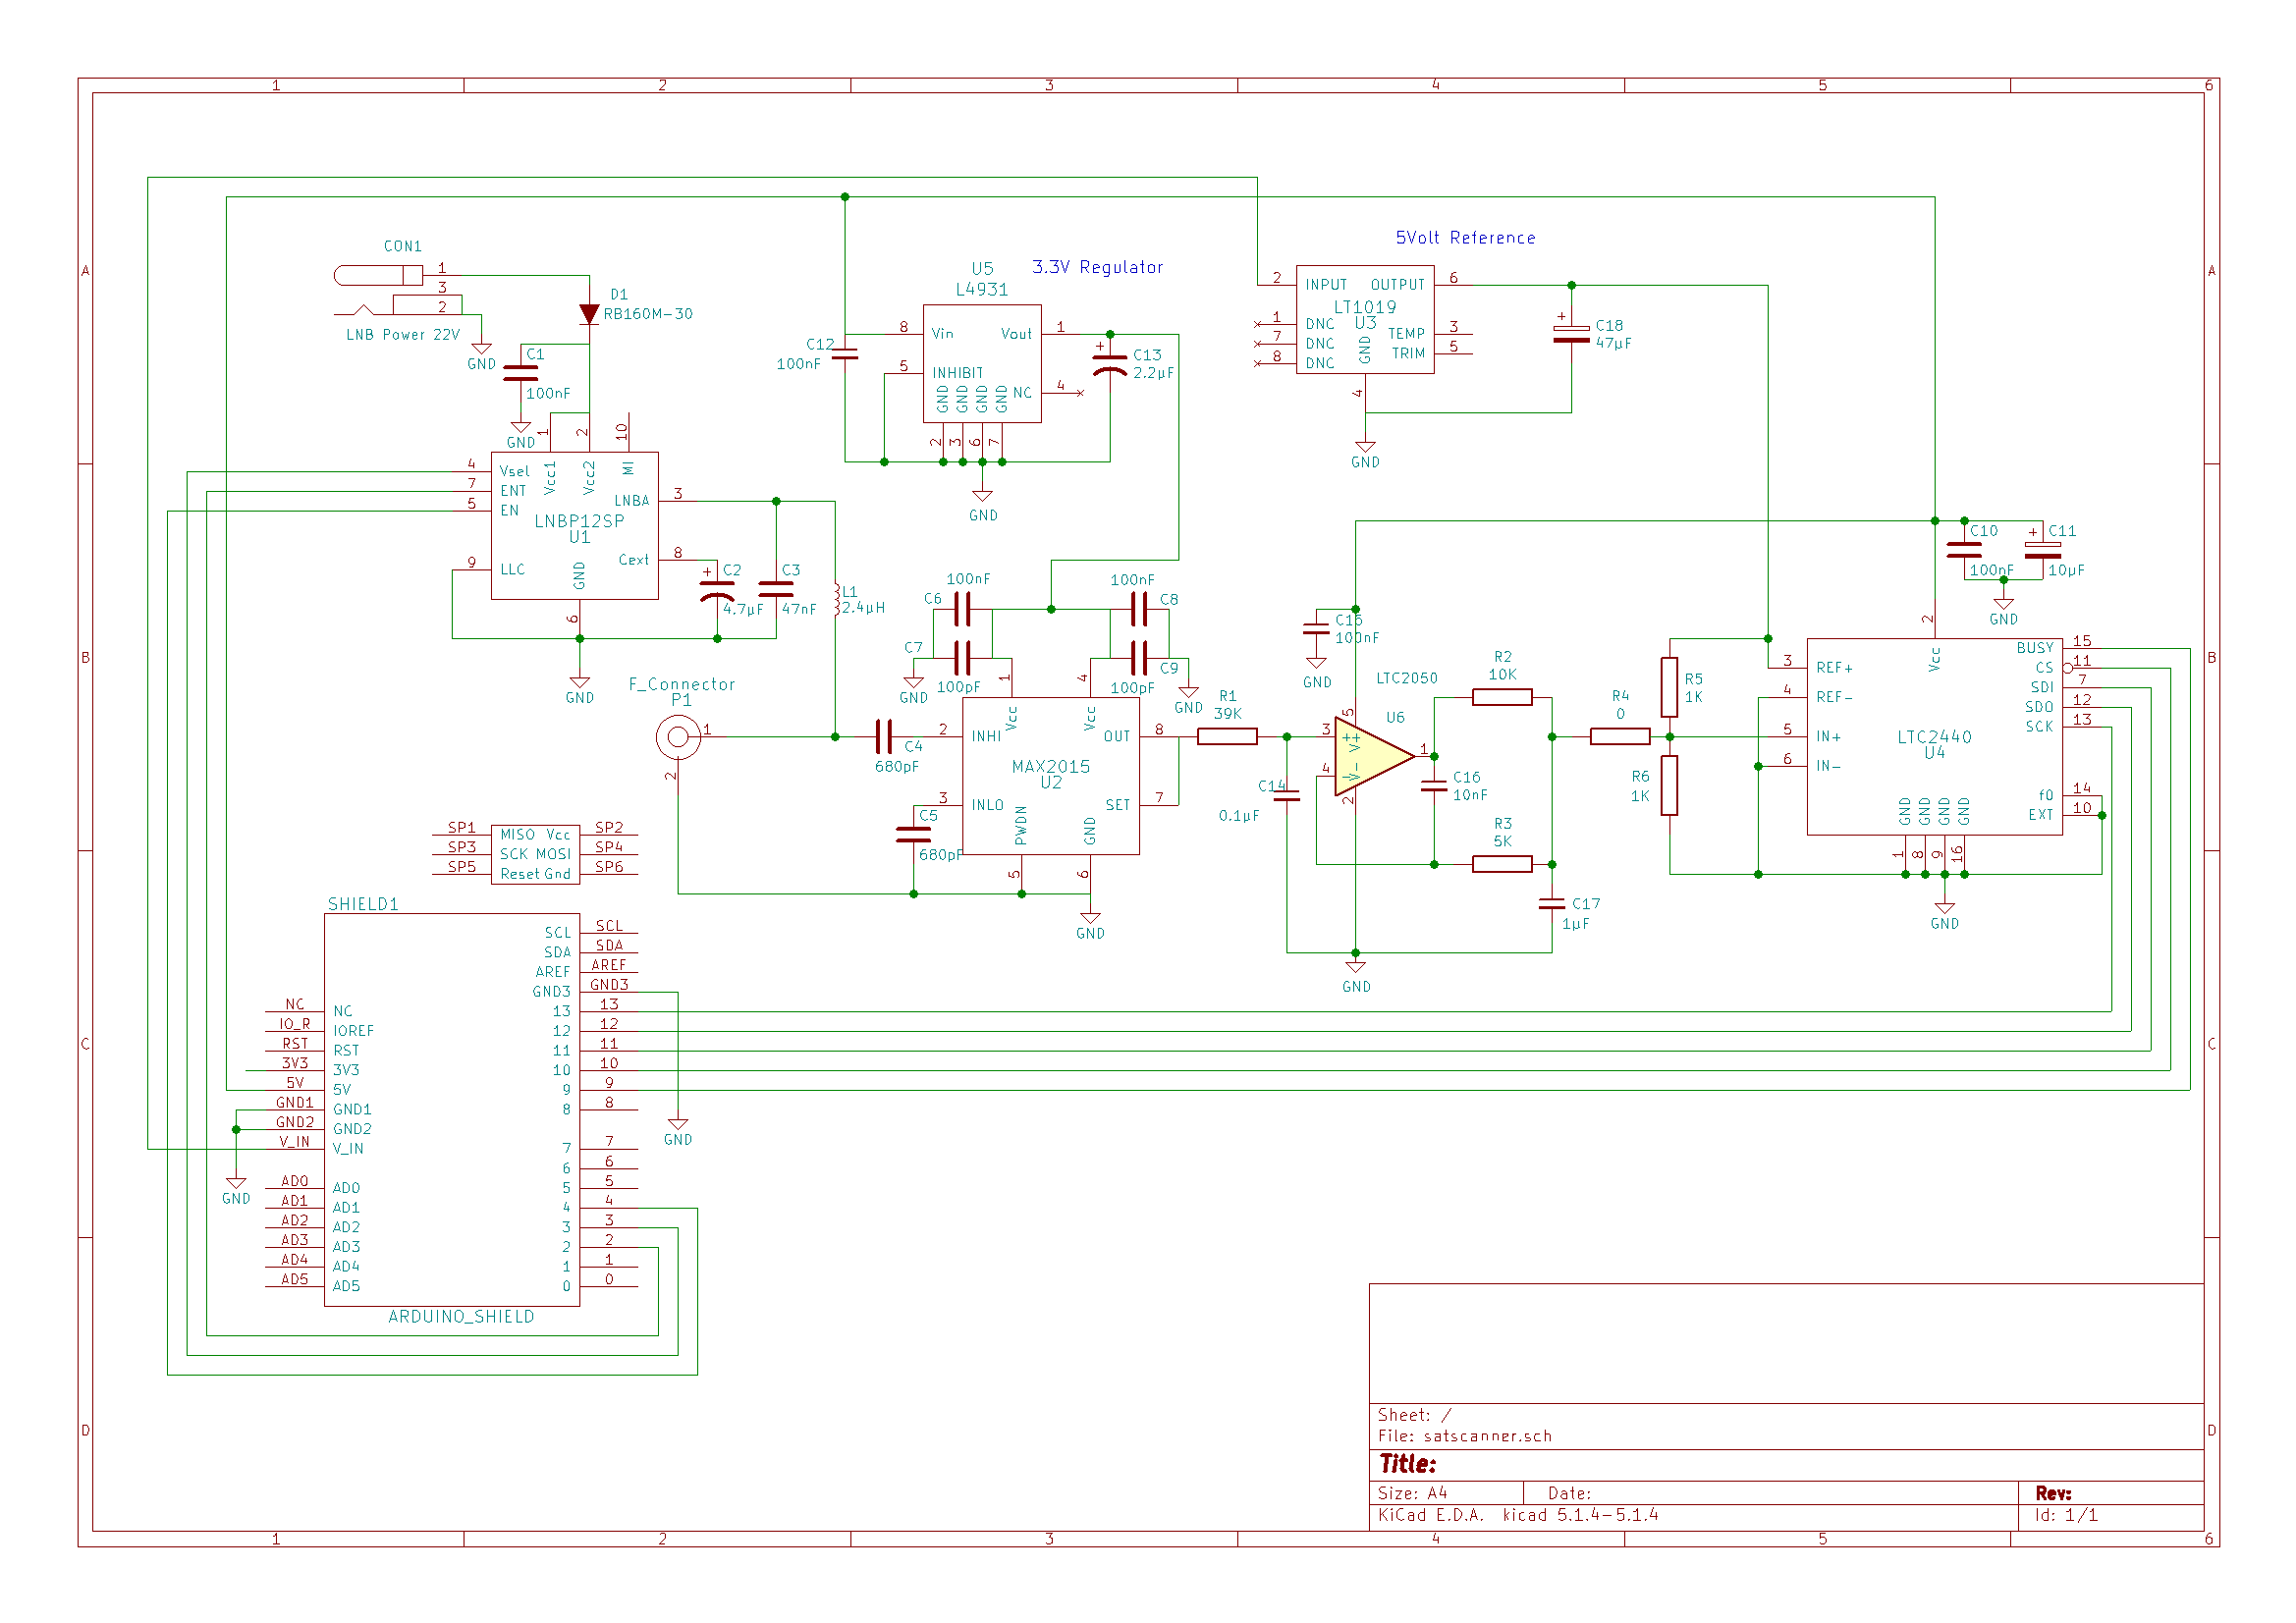 1 2 3 4 5 6
A A
B B
C C
D D
1 2 3 4 5 6
CON1
1
3
2
LNB Power 22V
GND
D1
RB160M-30
C1
100nF
GND
1 2 10
Vcc1 Vcc2 MI
4 Vsel
7 ENT
5 EN
9 LLC
LNBA 3
Cext 8
LNBP12SP
U1
GND
6
GND
C2
4.7µF
C3
47nF
L1
2.4µH
U5
L4931
3.3V Regulator
8 Vin
Vout 1
5 INHIBIT
NC 4
GND GND GND GND
2 3 6 7
GND
C12
100nF
C13
2.2µF
5Volt Reference
2 INPUT
OUTPUT 6
LT1019
U3
1 DNC
7 DNC
8 DNC
TEMP 3
TRIM 5
GND
4
GND
C18
47µF
F_Connector
P1
1
2
C4
680pF
C5
680pF
100nF
C6
C7
100pF
GND
100nF
C8
C9
100pF
GND
1 4
Vcc Vcc
2 INHI
3 INLO
OUT 8
SET 7
MAX2015
U2
PWDN GND
5 6
GND
R1
39K
C14
0.1µF
C16
100nF
GND
LTC2050
U6
3 +
4 -
5 V+
2 V-
1
R2
10K
C16
10nF
R3
5K
C17
1µF
GND
R4
0
R5
1K
R6
1K
C10
100nF
C11
10µF
GND
2
Vcc
3 REF+
4 REF-
5 IN+
6 IN-
LTC2440
U4
BUSY 15
CS 11
SDI 7
SDO 12
SCK 13
f0 14
EXT 10
GND GND GND GND
1 8 9 16
GND
SP1 MISO Vcc SP2
SP3 SCK MOSI SP4
SP5 Reset Gnd SP6
SHIELD1
SCL SCL
SDA SDA
AREF AREF
GND3 GND3
NC NC 13 13
IO_R IOREF 12 12
RST RST 11 11
3V3 3V3 10 10
5V 5V 9 9
GND1 GND1 8 8
GND2 GND2
V_IN V_IN 7 7
6 6
AD0 AD0 5 5
AD1 AD1 4 4
AD2 AD2 3 3
AD3 AD3 2 2
AD4 AD4 1 1
AD5 AD5 0 0
ARDUINO_SHIELD
GND
GND
Sheet: /
File: satscanner.sch
Title:
Size: A4 Date: Rev:
KiCad E.D.A. kicad 5.1.4-5.1.4 Id: 1/1